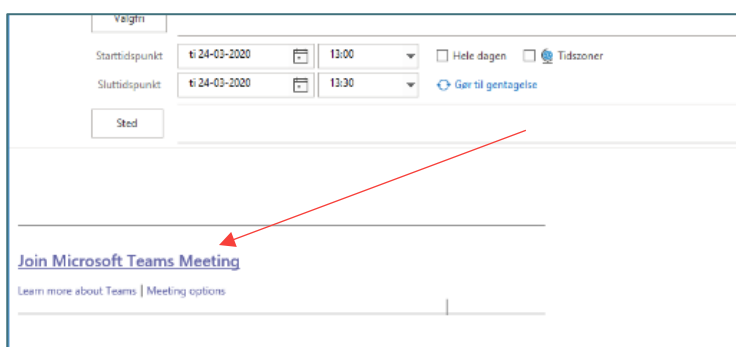 Valgfri
Starttidspunkt ti 24-03-2020 13:00 Hele dagen Tidszoner
Sluttidspunkt ti 24-03-2020 13:30 Gør til gentagelse
Sted
Join Microsoft Teams Meeting
Learn more about Teams | Meeting options